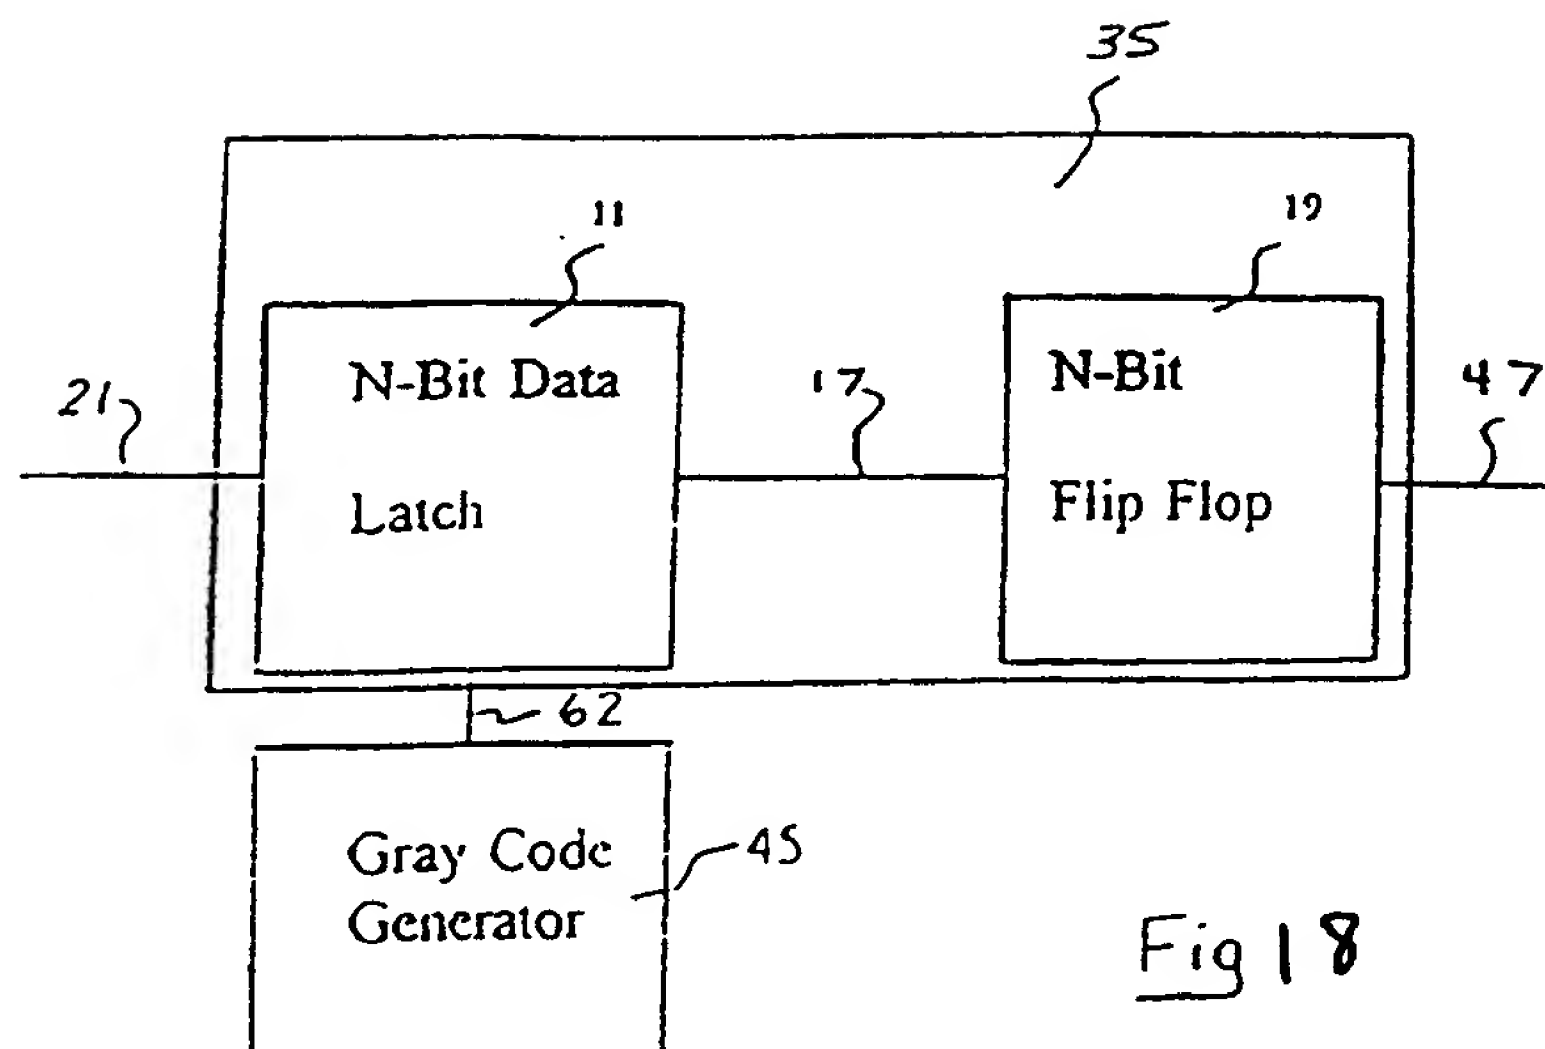 35
11
19
N-Bit Data
Latch
N-Bit
Flip Flop
21
17
47
62
Gray Code
Generator
45
Fig 18